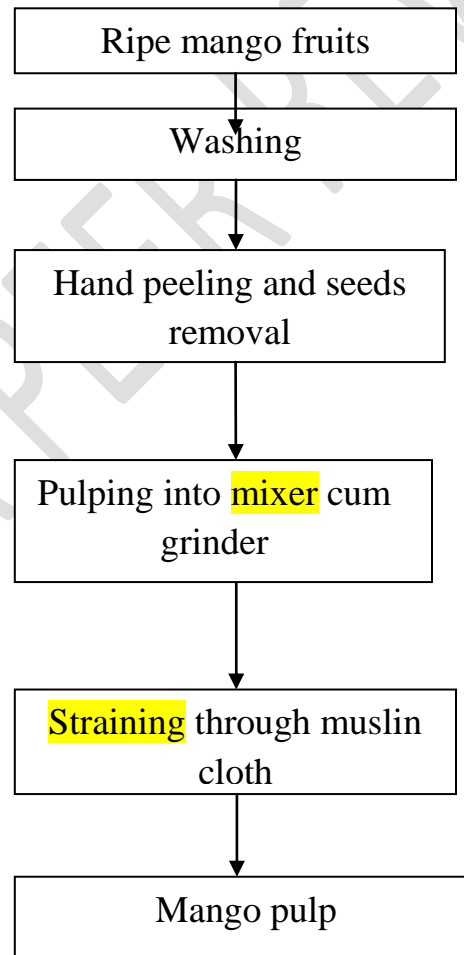 Ripe mango fruits
Washing
Hand peeling and seeds
removal
Pulping into mixer cum
grinder
Straining through muslin
cloth
Mango pulp